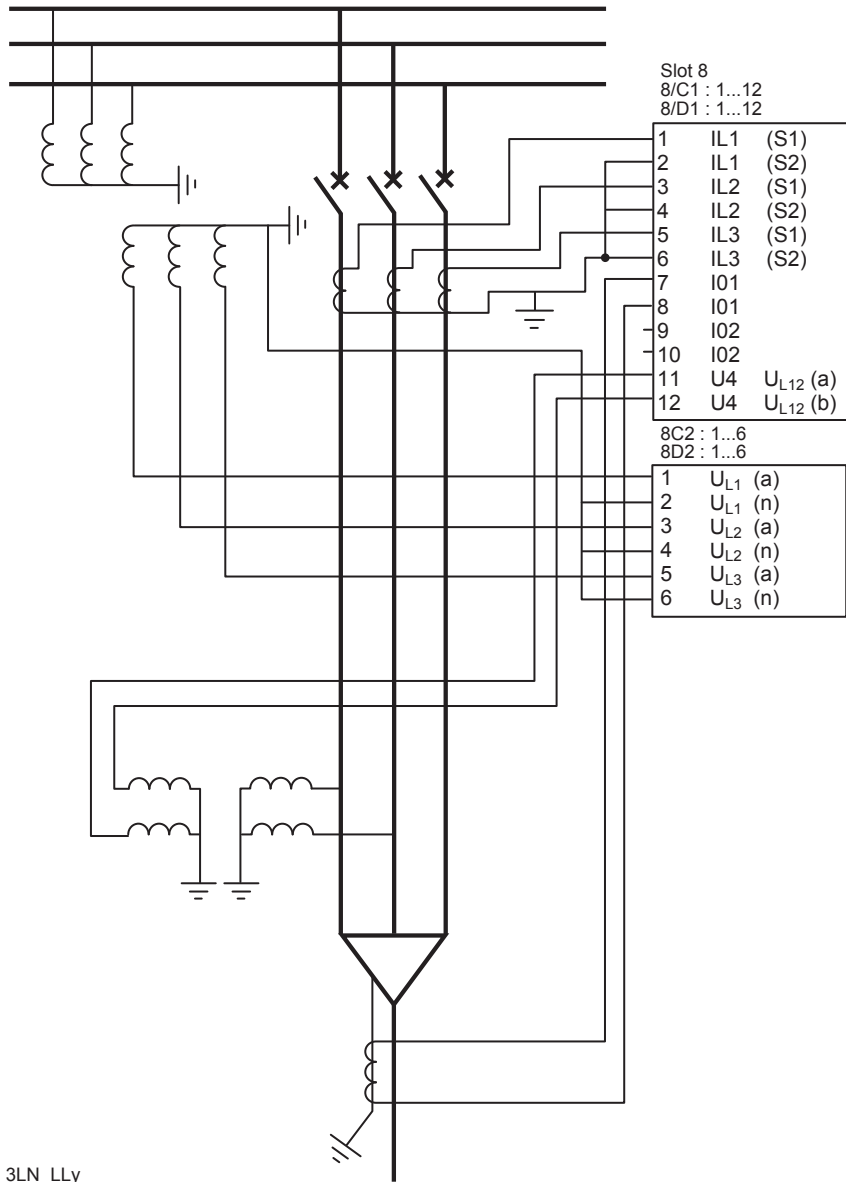 Slot 8
8/C1 : 1...12
8/D1 : 1...12
1 IL1 (S1)
2 IL1 (S2)
3 IL2 (S1)
4 IL2 (S2)
5 IL3 (S1)
6 IL3 (S2)
7 I01
8 I01
9 I02
10 I02
11 U4 UL12 (a)
12 U4 UL12 (b)
8C2 : 1...6
8D2 : 1...6
1 UL1 (a)
2 UL1 (n)
3 UL2 (a)
4 UL2 (n)
5 UL3 (a)
6 UL3 (n)
3LN_LLy